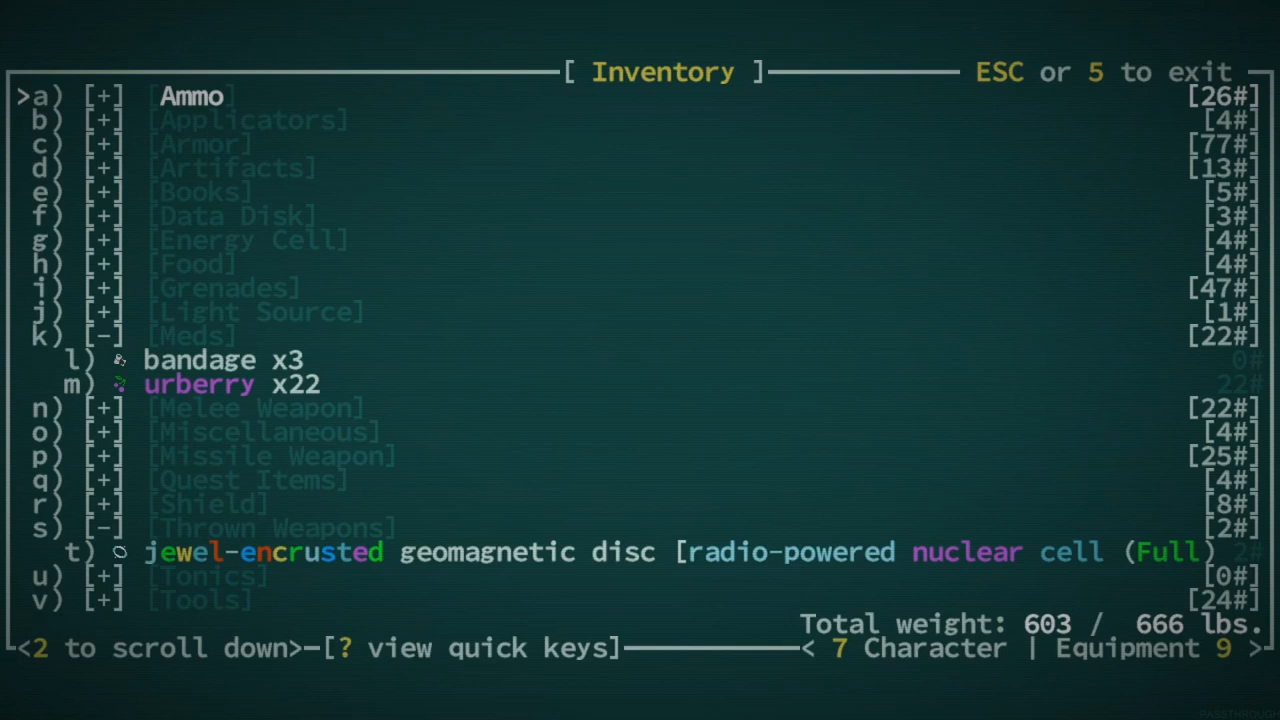 [ Inventory ] ESC or 5 to exit
>a) [+] [Ammo] [26#]
b) [+] [Applicators] [4#]
c) [+] [Armor] [77#]
d) [+] [Artifacts] [13#]
e) [+] [Books] [5#]
f) [+] [Data Disk] [3#]
g) [+] [Energy Cell] [4#]
h) [+] [Food] [4#]
i) [+] [Grenades] [47#]
j) [+] [Light Source] [1#]
k) [-] [Meds] [22#]
l) bandage x3 0#
m) urberry x22 22#
n) [+] [Melee Weapon] [22#]
o) [+] [Miscellaneous] [4#]
p) [+] [Missile Weapon] [25#]
q) [+] [Quest Items] [4#]
r) [+] [Shield] [8#]
s) [-] [Thrown Weapons] [2#]
t) jewel-encrusted geomagnetic disc [radio-powered nuclear cell (Full) 2#
u) [+] [Tonics] [0#]
v) [+] [Tools] [24#]
Total weight: 603 / 666 lbs.
<2 to scroll down> [? view quick keys] < 7 Character | Equipment 9 >